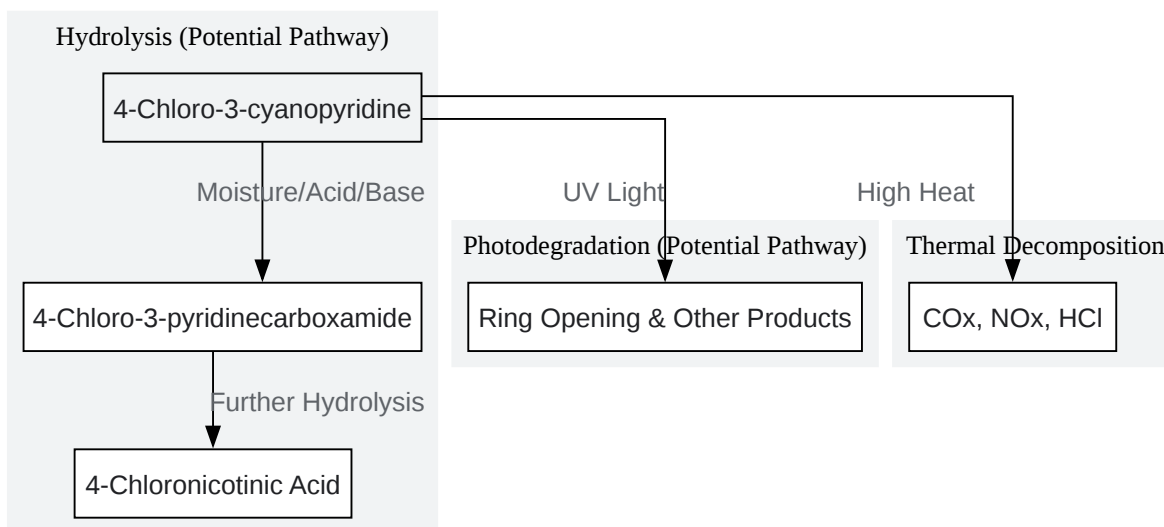 Hydrolysis (Potential Pathway)
4-Chloro-3-cyanopyridine
Moisture/Acid/Base
UV Light
High Heat
Photodegradation (Potential Pathway)
Thermal Decomposition
4-Chloro-3-pyridinecarboxamide
Ring Opening & Other Products
COx, NOx, HCl
Further Hydrolysis
4-Chloronicotinic Acid